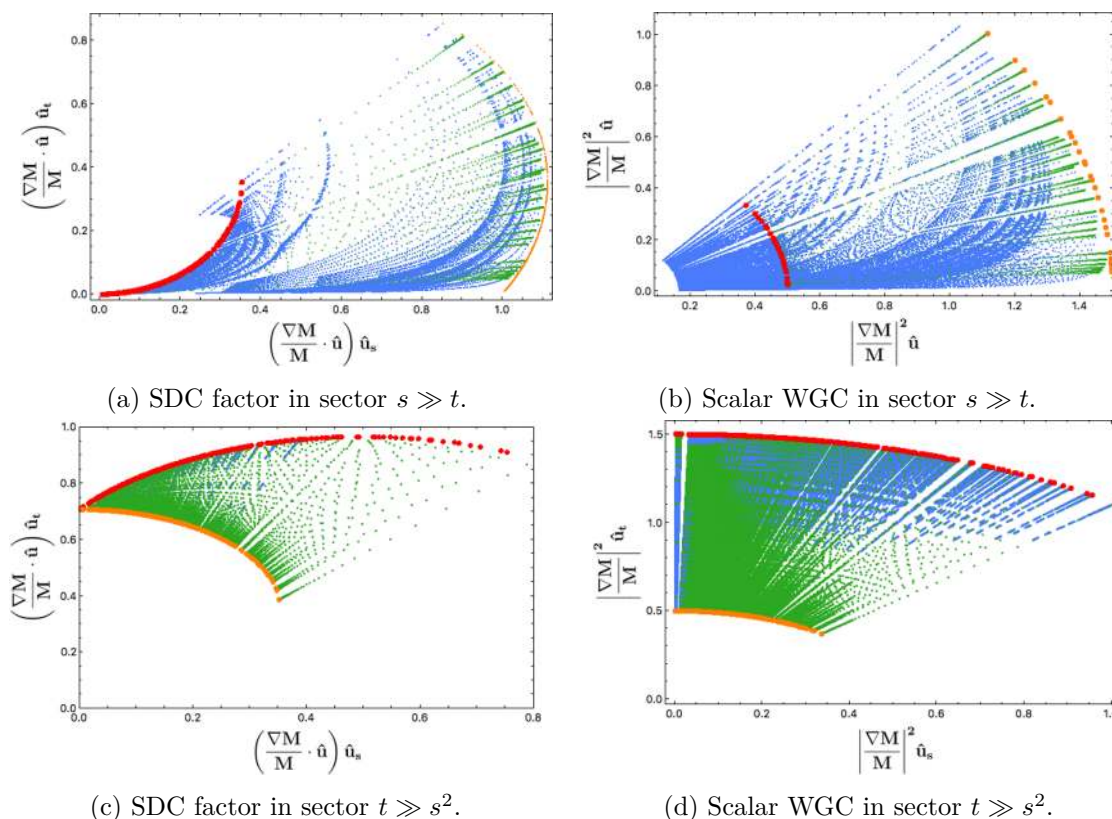 0.8
0.6
0.4
0.2
0.0
0.0 0.2 0.4 0.6 0.8 1.0
(∇M/M · û) û_t
(∇M/M · û) û_s
(a) SDC factor in sector s ≫ t.
1.0
0.8
0.6
0.4
0.2
0.0
0.2 0.4 0.6 0.8 1.0 1.2 1.4
|∇M/M|² û
|∇M/M|² û
(b) Scalar WGC in sector s ≫ t.
1.0
0.8
0.6
0.4
0.2
0.0
0.0 0.2 0.4 0.6 0.8
(∇M/M · û) û_t
(∇M/M · û) û_s
(c) SDC factor in sector t ≫ s².
1.5
1.0
0.5
0.0
0.0 0.2 0.4 0.6 0.8 1.0
|∇M/M|² û_t
|∇M/M|² û_s
(d) Scalar WGC in sector t ≫ s².